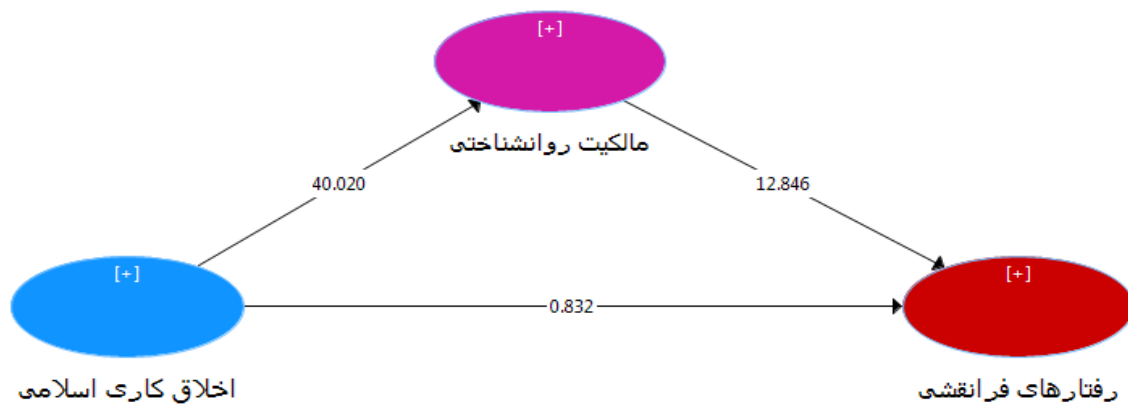 [+]
مالکیت روانشناختی
40.020
12.846
[+]
0.832
[+]
اخلاق کاری اسلامی
رفتارهای فرانقشی